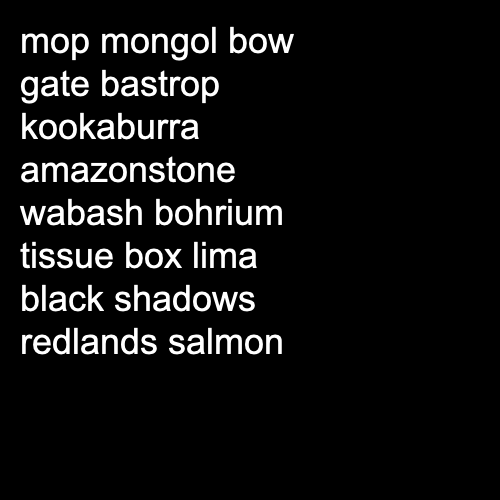 mop mongol bow
gate bastrop
kookaburra
amazonstone
wabash bohrium
tissue box lima
black shadows
redlands salmon